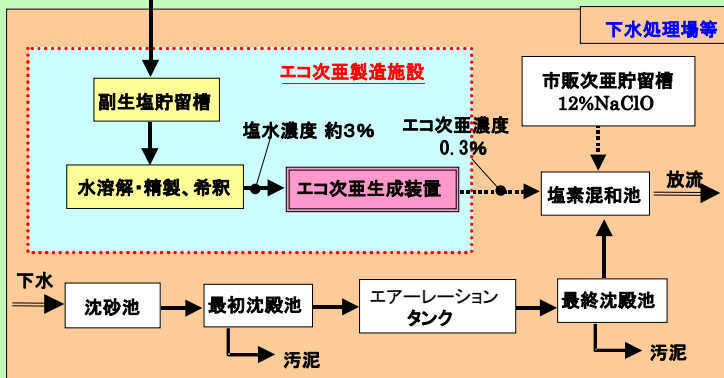 下水処理場等
エコ次亜製造施設
副生塩貯留槽
市販次亜貯留槽
12%NaClO
塩水濃度 約3%
エコ次亜濃度
0.3%
水溶解・精製、希釈
エコ次亜生成装置
塩素混和池
放流
下水
沈砂池
最初沈殿池
エアーレーション
タンク
最終沈殿池
汚泥
汚泥